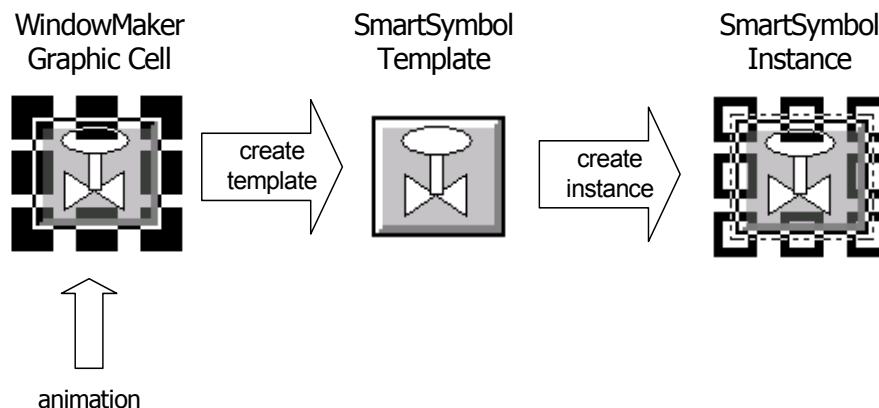 WindowMaker
Graphic Cell
SmartSymbol
Template
SmartSymbol
Instance
create
template
create
instance
animation